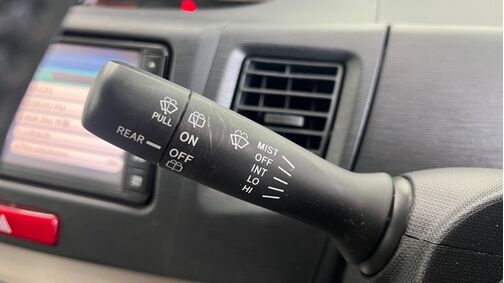 PULL
REAR
ON
OFF
MIST
OFF
INT
LO
HI